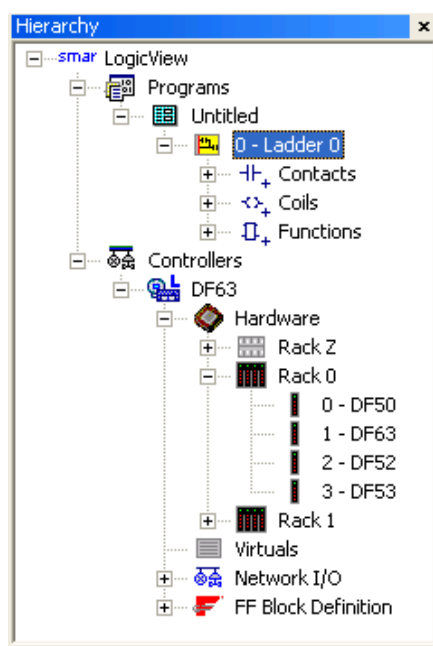 Hierarchy
smar LogicView
Programs
Untitled
0 - Ladder 0
Contacts
Coils
Functions
Controllers
DF63
Hardware
Rack Z
Rack 0
0 - DF50
1 - DF63
2 - DF52
3 - DF53
Rack 1
Virtuals
Network I/O
FF Block Definition